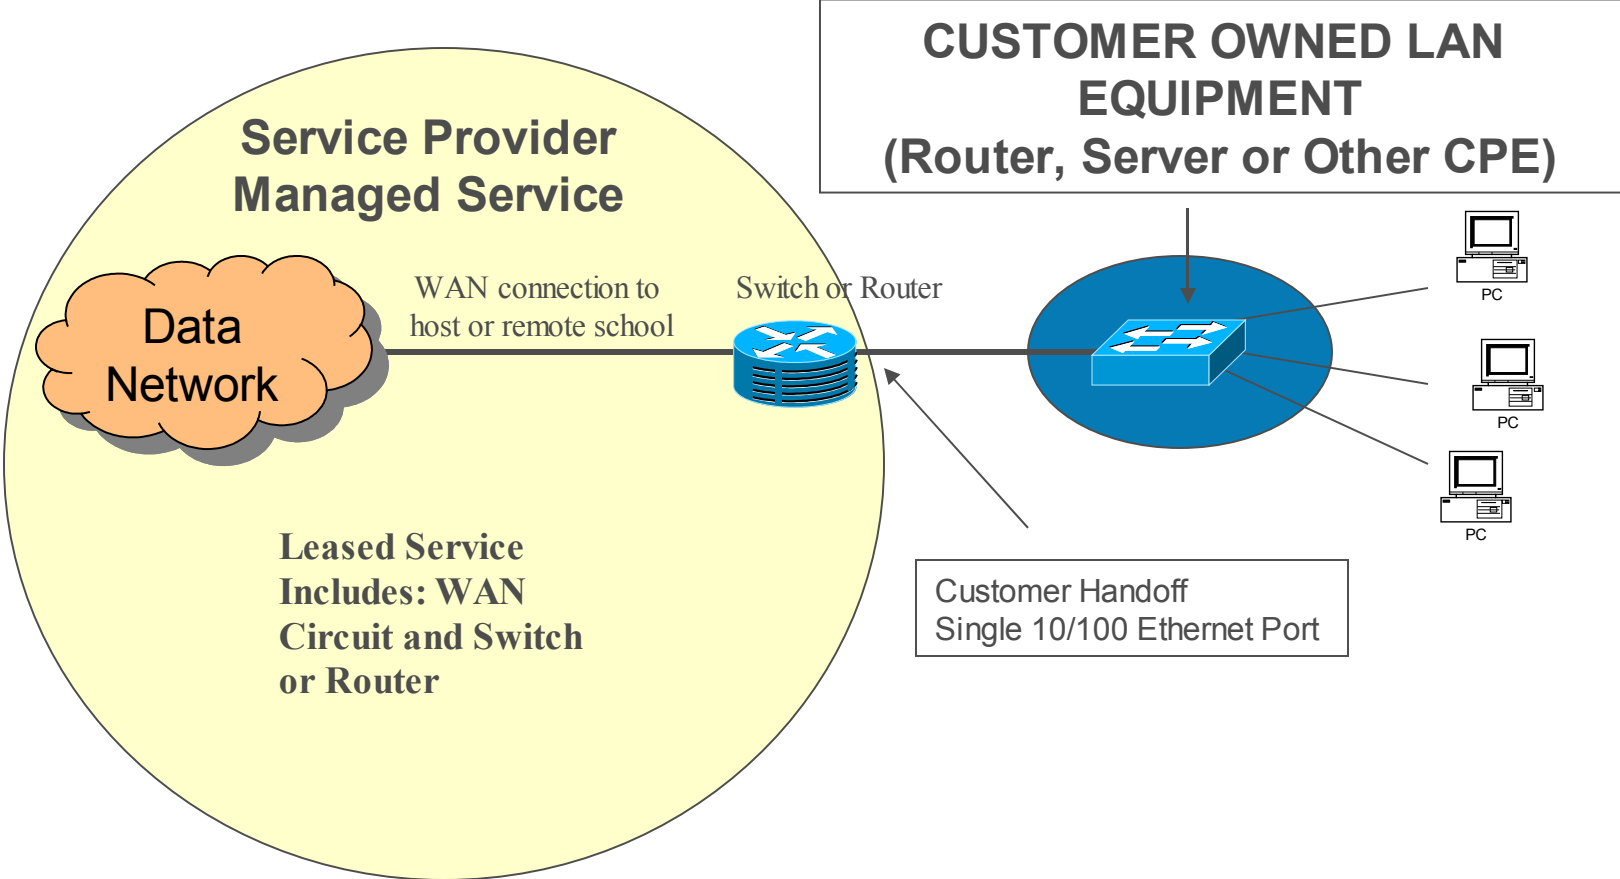 CUSTOMER OWNED LAN
EQUIPMENT
(Router, Server or Other CPE)
Service Provider
Managed Service
WAN connection to
host or remote school
Switch or Router
Data
Network
PC
PC
PC
Leased Service
Includes: WAN
Circuit and Switch
or Router
Customer Handoff
Single 10/100 Ethernet Port